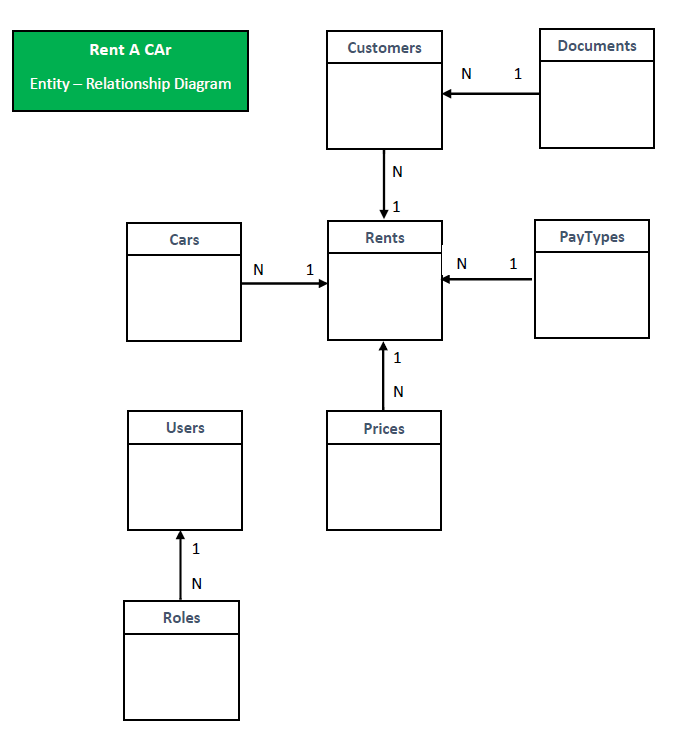 Rent A CAr
Entity – Relationship Diagram
Customers
Documents
N 1
N
1
Cars
Rents
PayTypes
N 1
N 1
1
N
Users
Prices
1
N
Roles